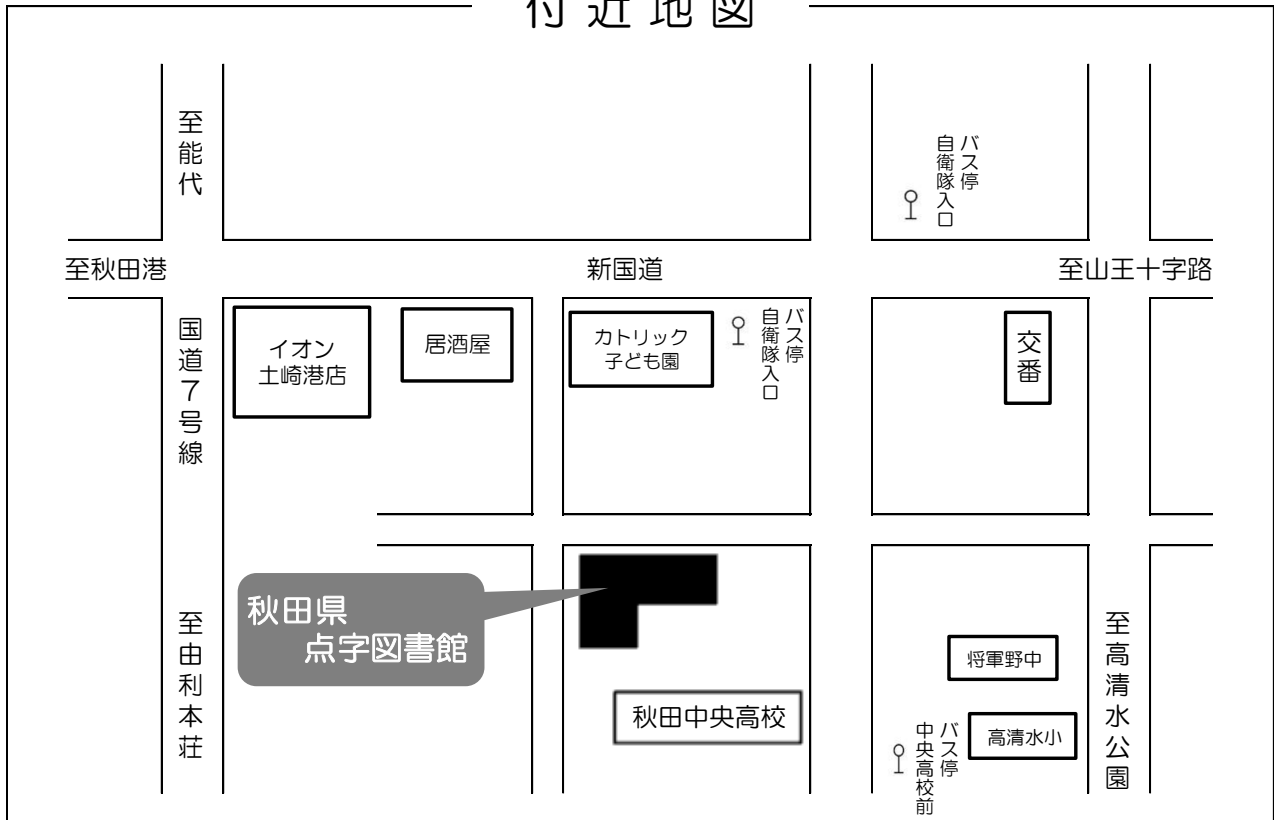 付近地図
至能代
バス停
自衛隊入口
至秋田港
新国道
至山王十字路
国道7号線
イオン
土崎港店
居酒屋
カトリック
子ども園
バス停
自衛隊入口
交番
秋田県
点字図書館
至由利本荘
秋田中央高校
将軍野中
高清水小
バス停
中央高校前
至高清水公園